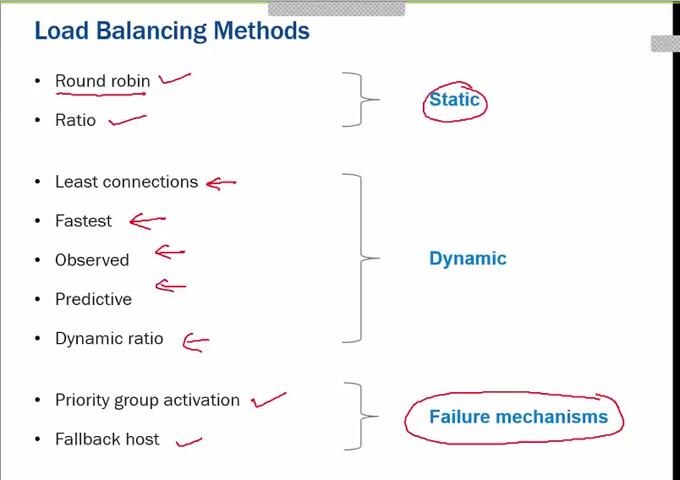 Load Balancing Methods
• Round robin
• Ratio
Static
• Least connections
• Fastest
• Observed
• Predictive
• Dynamic ratio
Dynamic
• Priority group activation
• Fallback host
Failure mechanisms